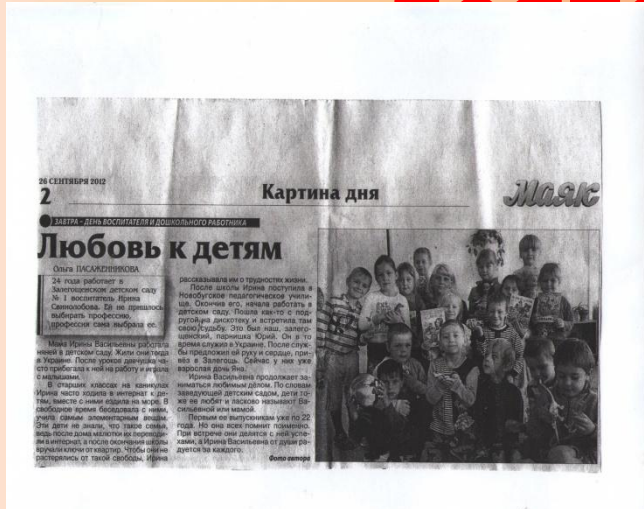 26 СЕНТЯБРЯ 2012
2
Картина дня
Маяк
ЗАВТРА – ДЕНЬ ВОСПИТАТЕЛЯ И ДОШКОЛЬНОГО РАБОТНИКА
Любовь к детям
Ольга ПАСАЖЕННИКОВА
24 года работает в
Залегощенском детском саду
№ 1 воспитатель Ирина
Свинолобова. Ей не пришлось
выбирать профессию,
профессия сама выбрала ее.
Мама Ирины Васильевны работала
няней в детском саду. Жили они тогда
в Украине. После уроков девчушка ча-
сто прибегала к ней на работу и играла
с малышами.
В старших классах на каникулах
Ирина часто ходила в интернат к де-
тям, вместе с ними ездила на море. В
свободное время беседовала с ними,
учила самым элементарным вещам.
Эти дети не знали, что такое семья,
ведь после дома малютки их переводи-
ли в интернат, а после окончания школы
вручали ключи от квартир. Чтобы они не
растерялись от такой свободы, Ирина
рассказывала им о трудностях жизни.
После школы Ирина поступила в
Новобугское педагогическое учили-
ще. Окончив его, начала работать в
детском саду. Пошла как-то с под-
ругой на дискотеку и встретила там
свою судьбу. Это был наш, залего-
щенский, парнишка Юрий. Он в то
время служил в Украине. После служ-
бы предложил ей руку и сердце, при-
вёз в Залегощь. Сейчас у них уже
взрослая дочь Яна.
Ирина Васильевна продолжает за-
ниматься любимым делом. По словам
заведующей детским садом, дети то-
же ее любят и ласково называют Ва-
сильевной или мамой.
Первым ее выпускникам уже по 22
года. Но она всех помнит поименно.
При встрече они делятся с ней успе-
хами, а Ирина Васильевна от души ра-
дуется за каждого.
Фото автора